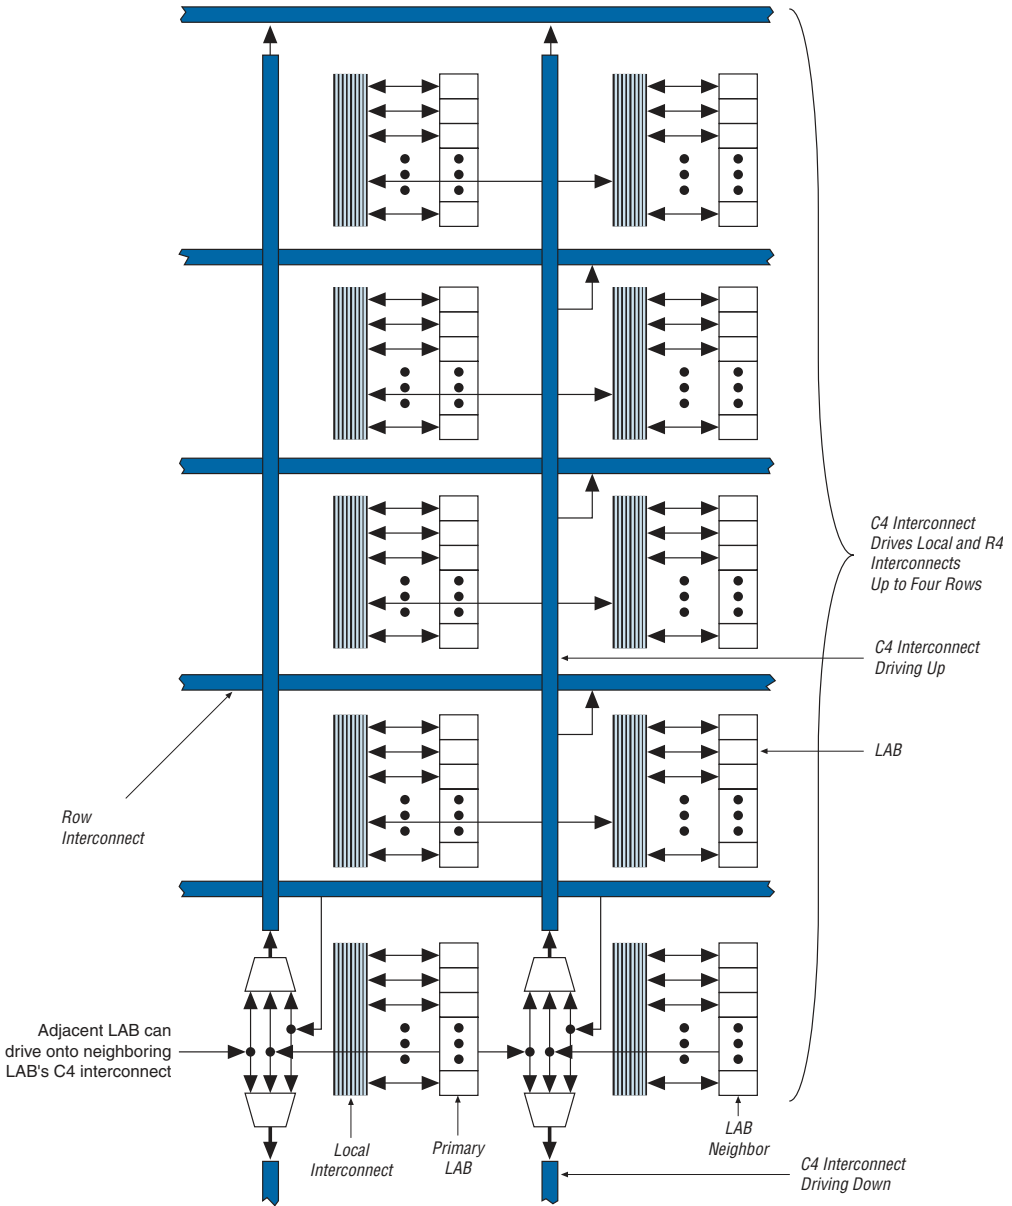 C4 Interconnect
Drives Local and R4
Interconnects
Up to Four Rows
C4 Interconnect
Driving Up
LAB
Row
Interconnect
Adjacent LAB can
drive onto neighboring
LAB's C4 interconnect
Local
Interconnect
Primary
LAB
LAB
Neighbor
C4 Interconnect
Driving Down